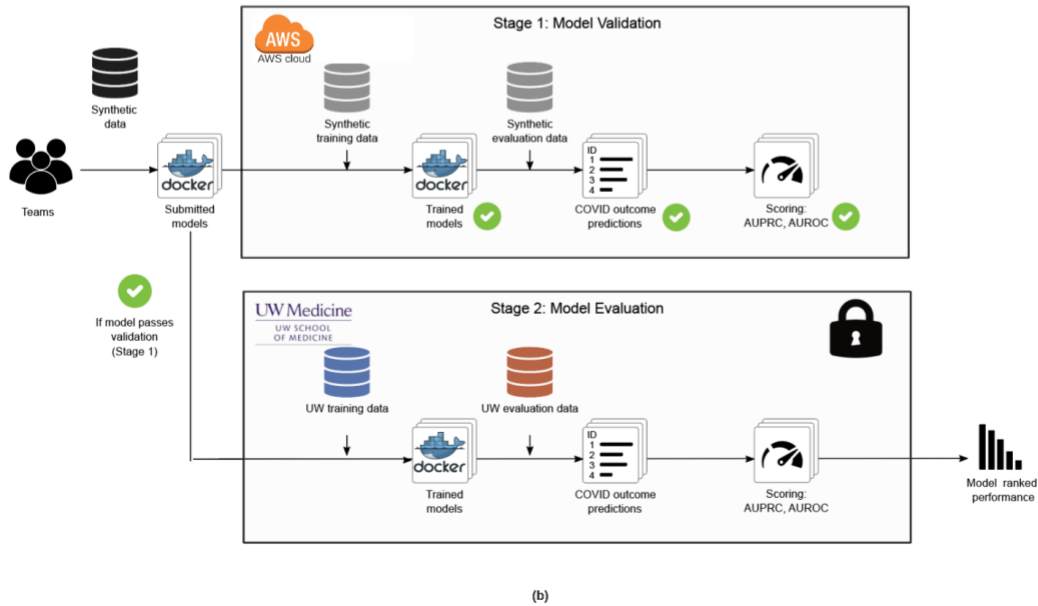 Stage 1: Model Validation
AWS
AWS cloud
Synthetic
data
Synthetic
training data
Synthetic
evaluation data
ID
1
2
3
4
docker
docker
Teams
Submitted
models
Trained
models
COVID outcome
predictions
Scoring:
AUPRC, AUROC
If model passes
validation
(Stage 1)
Stage 2: Model Evaluation
UW Medicine
UW SCHOOL
OF MEDICINE
UW training data
UW evaluation data
ID
1
2
3
4
docker
Trained
models
COVID outcome
predictions
Scoring:
AUPRC, AUROC
Model ranked
performance
(b)